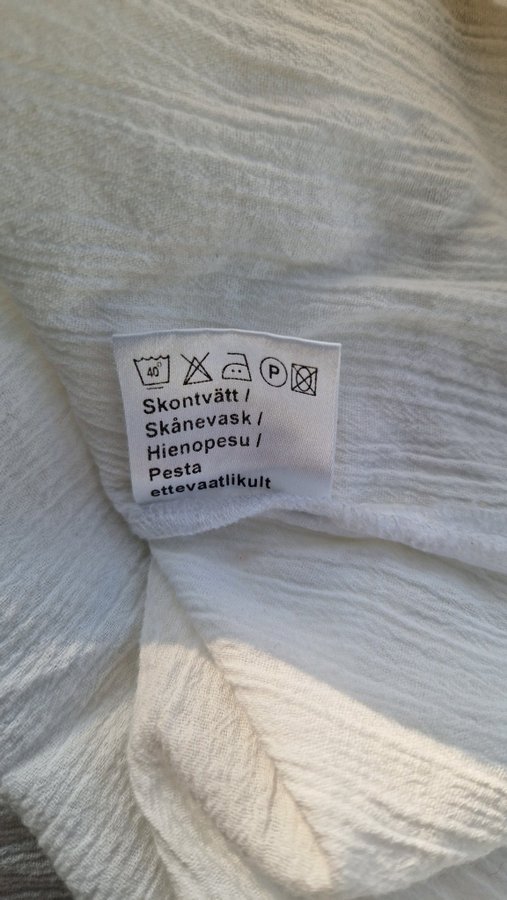 40° P
Skontvätt /
Skånevask /
Hienopesu /
Pesta
ettevaatlikult